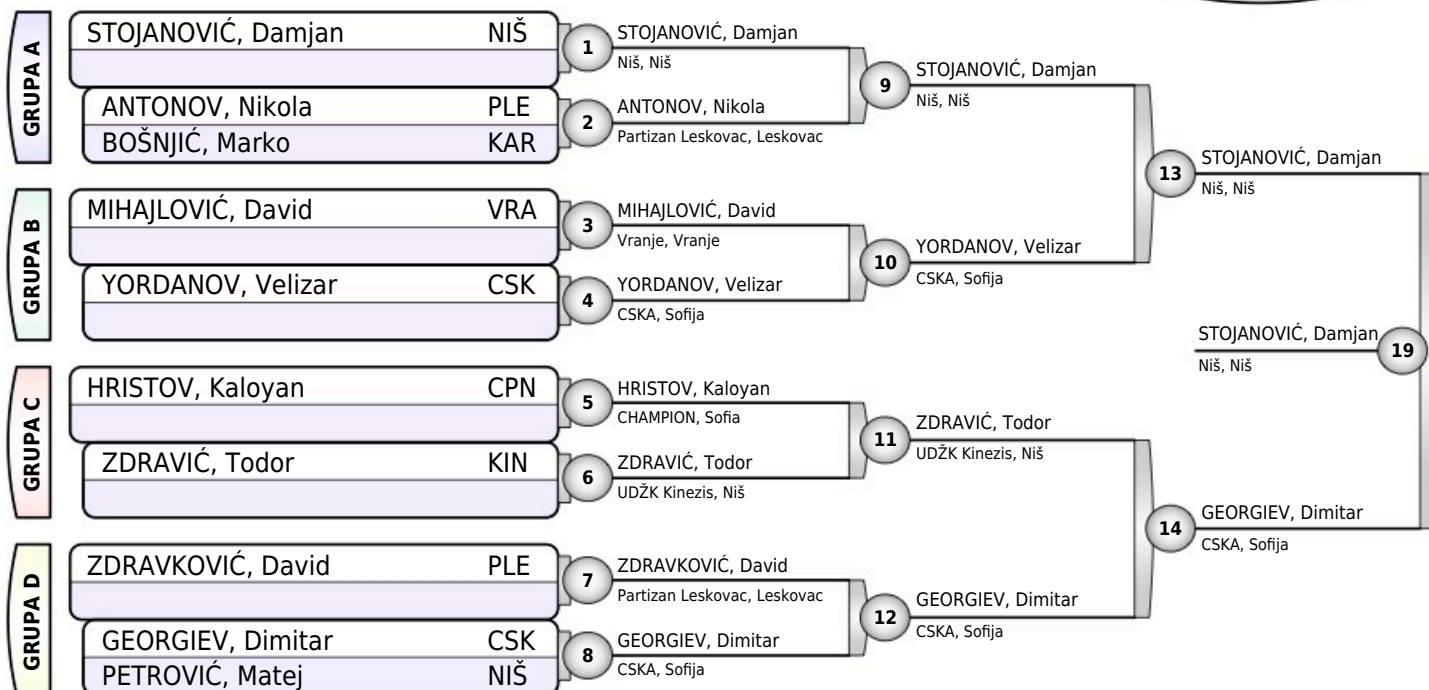 GRUPA A
STOJANOVIĆ, Damjan NIŠ
ANTONOV, Nikola PLE
BOŠNJIĆ, Marko KAR
GRUPA B
MIHAJLOVIĆ, David VRA
YORDANOV, Velizar CSK
GRUPA C
HRISTOV, Kaloyan CPN
ZDRAVIĆ, Todor KIN
GRUPA D
ZDRAVKOVIĆ, David PLE
GEORGIEV, Dimitar CSK
PETROVIĆ, Matej NIŠ
1
STOJANOVIĆ, Damjan
Niš, Niš
2
ANTONOV, Nikola
Partizan Leskovac, Leskovac
3
MIHAJLOVIĆ, David
Vranje, Vranje
4
YORDANOV, Velizar
CSKA, Sofija
5
HRISTOV, Kaloyan
CHAMPION, Sofia
6
ZDRAVIĆ, Todor
UDŽK Kinezis, Niš
7
ZDRAVKOVIĆ, David
Partizan Leskovac, Leskovac
8
GEORGIEV, Dimitar
CSKA, Sofija
9
STOJANOVIĆ, Damjan
Niš, Niš
10
YORDANOV, Velizar
CSKA, Sofija
11
ZDRAVIĆ, Todor
UDŽK Kinezis, Niš
12
GEORGIEV, Dimitar
CSKA, Sofija
13
STOJANOVIĆ, Damjan
Niš, Niš
14
GEORGIEV, Dimitar
CSKA, Sofija
STOJANOVIĆ, Damjan
Niš, Niš
19